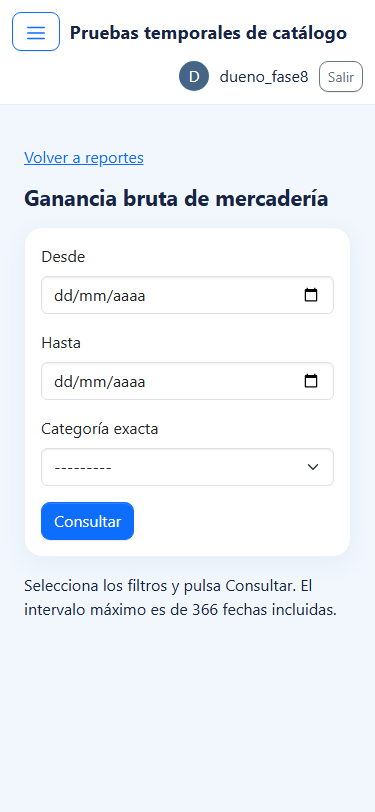 Pruebas temporales de catálogo
D dueno_fase8 Salir
Volver a reportes
Ganancia bruta de mercadería
Desde
dd/mm/aaaa
Hasta
dd/mm/aaaa
Categoría exacta
---------
Consultar
Selecciona los filtros y pulsa Consultar. El
intervalo máximo es de 366 fechas incluidas.